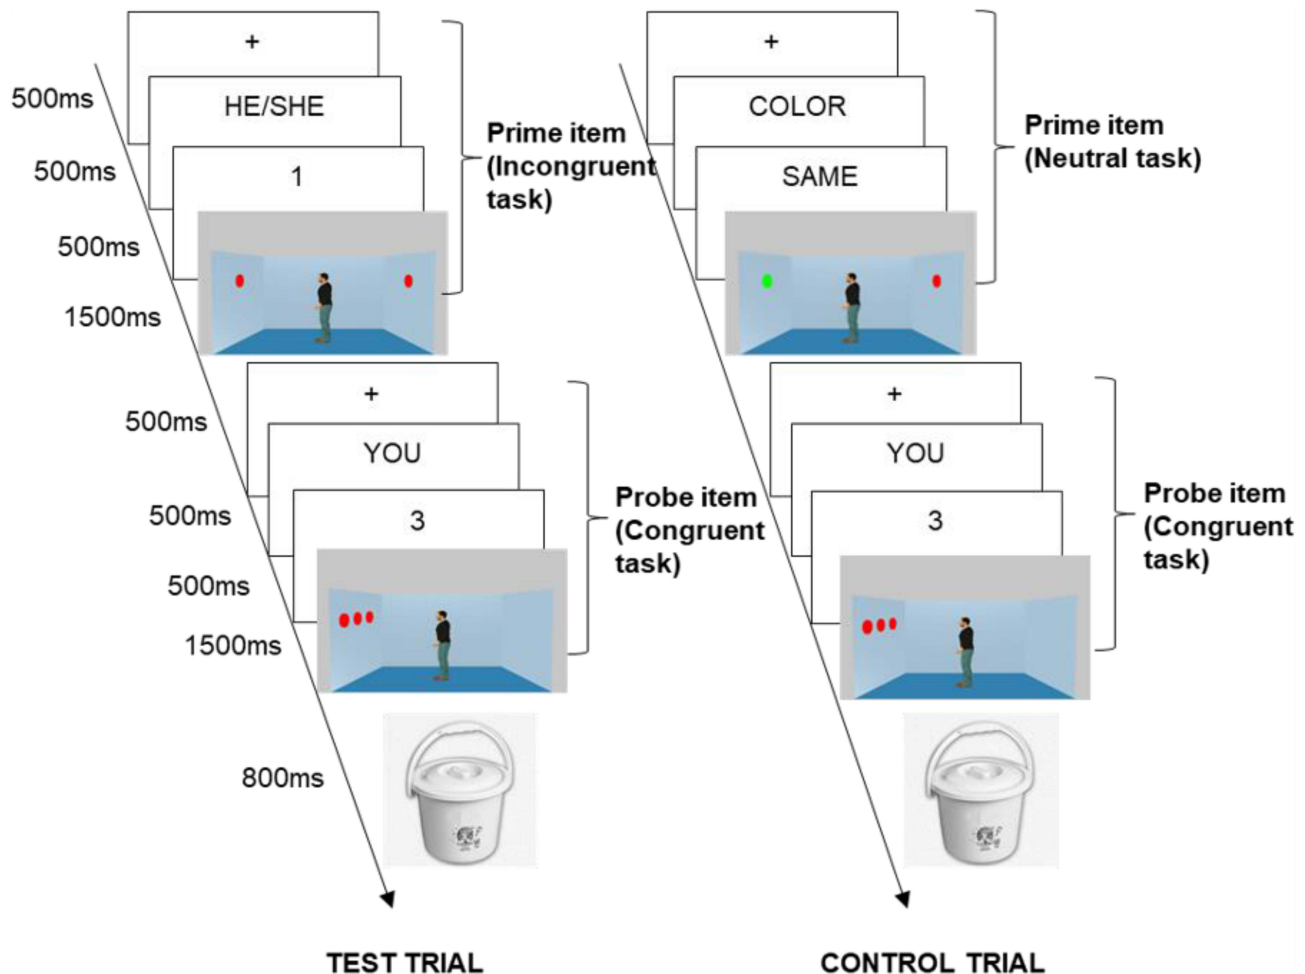 +
HE/SHE
1
500ms
500ms
500ms
1500ms
Prime item
(Incongruent
task)
+
YOU
3
500ms
500ms
500ms
1500ms
Probe item
(Congruent
task)
800ms
TEST TRIAL
+
COLOR
SAME
Prime item
(Neutral task)
+
YOU
3
Probe item
(Congruent
task)
CONTROL TRIAL